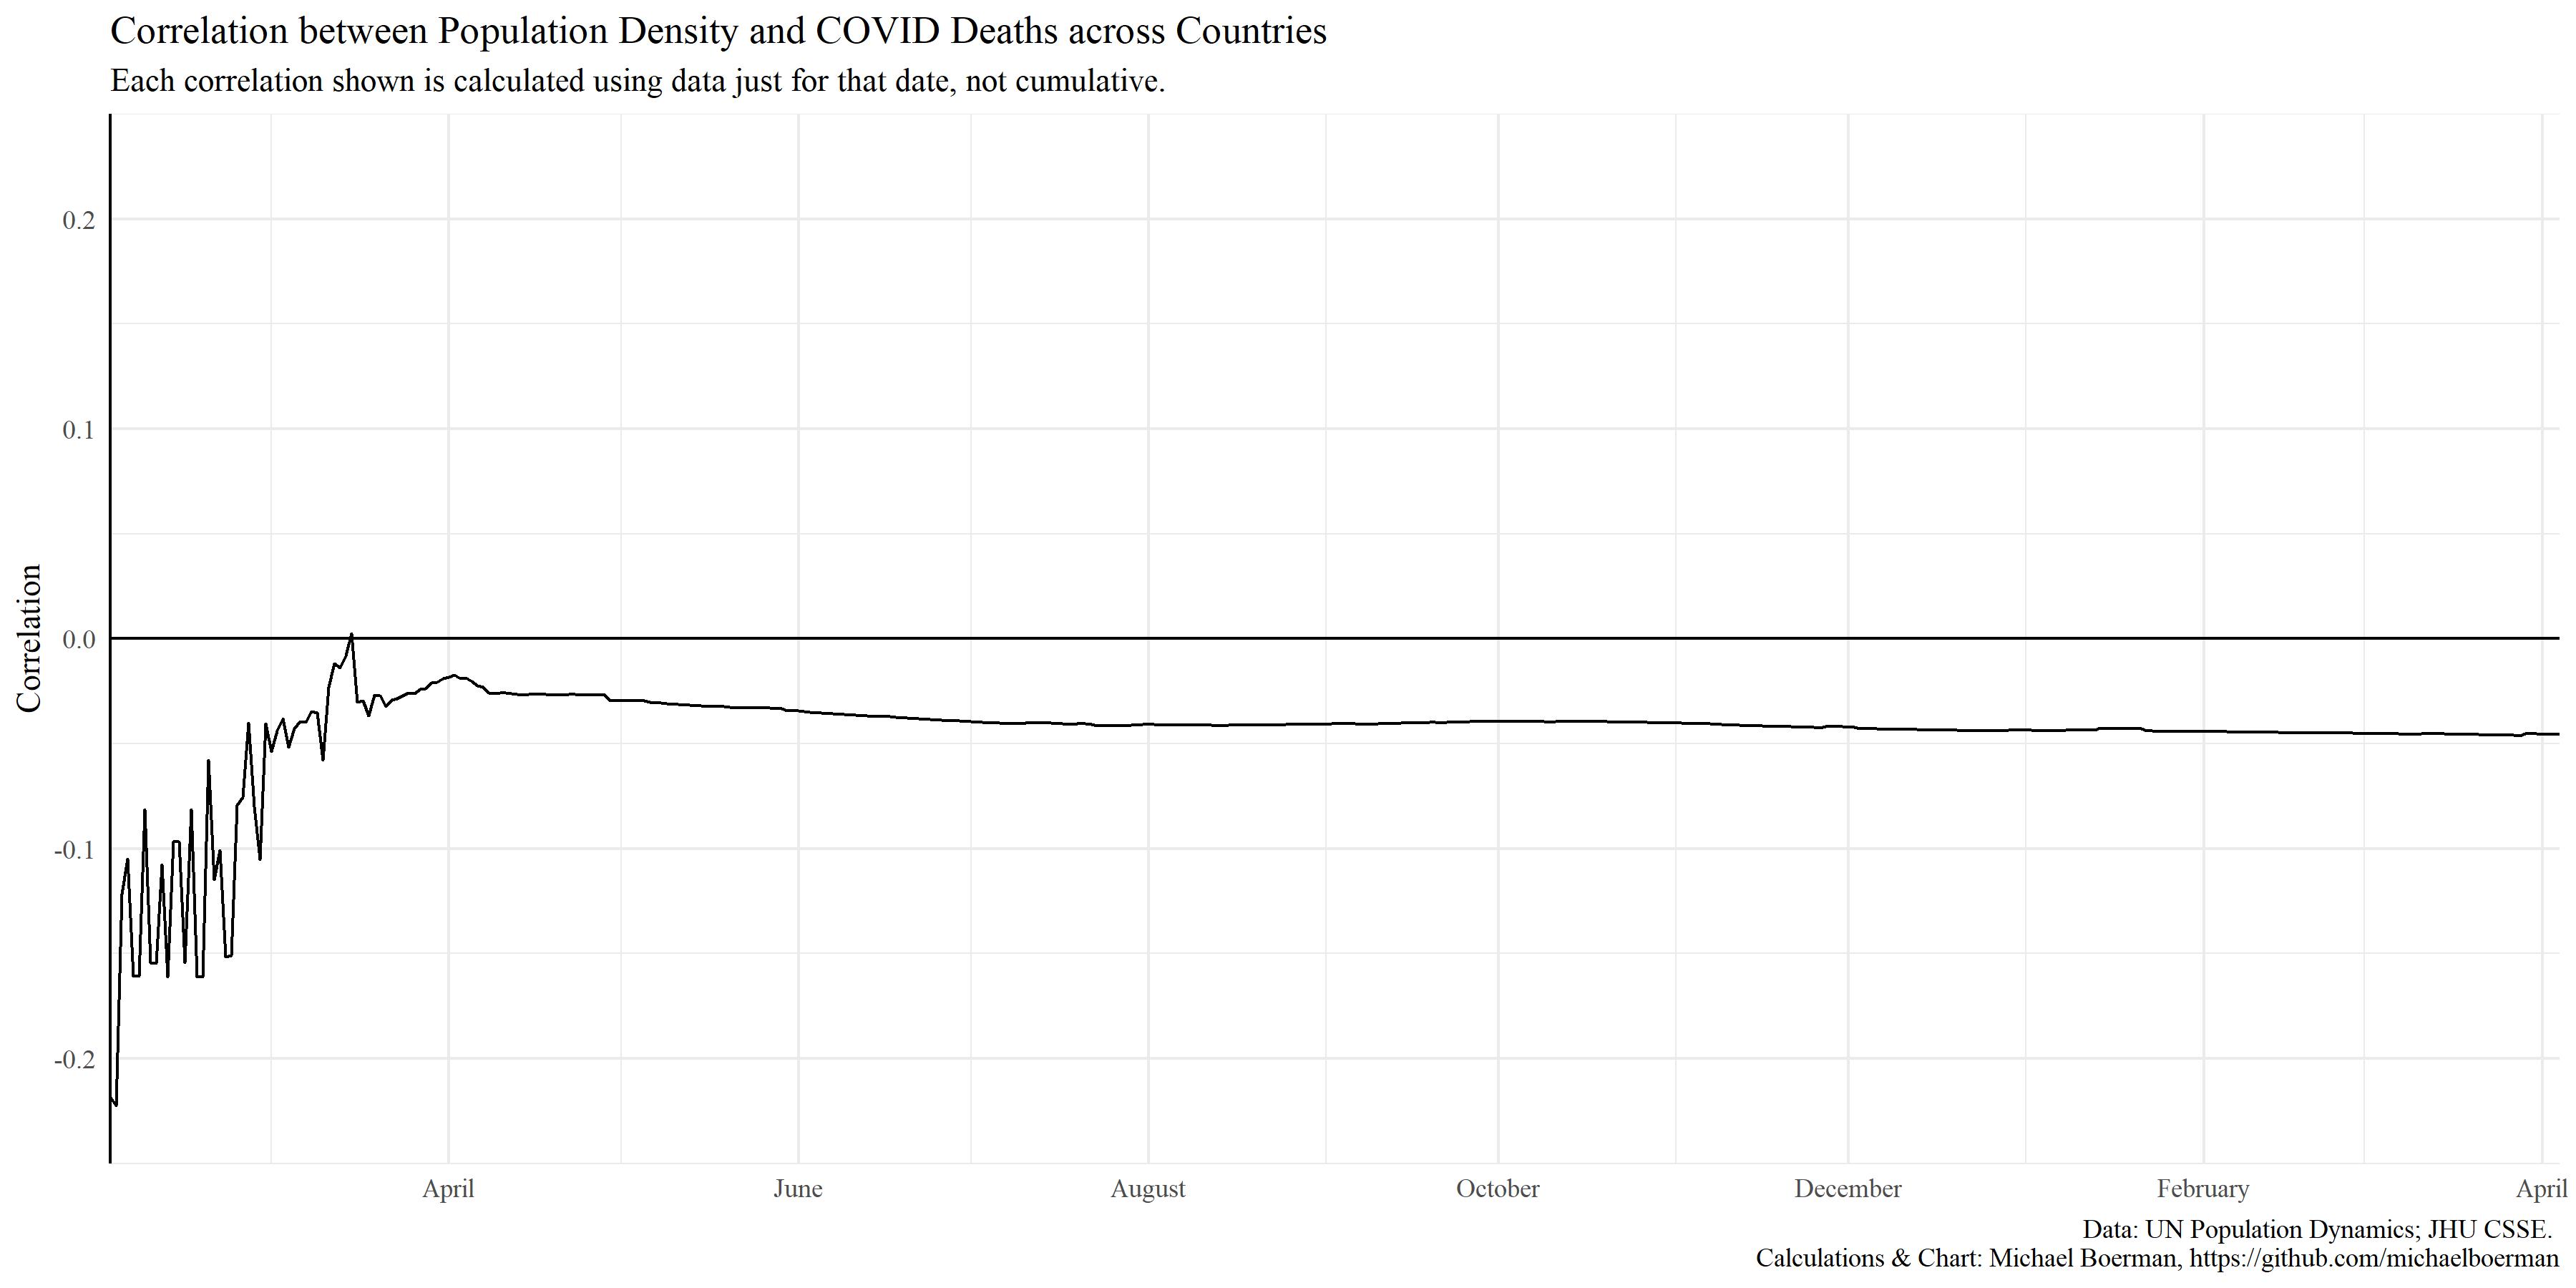 Correlation between Population Density and COVID Deaths across Countries
Each correlation shown is calculated using data just for that date, not cumulative.
Correlation
0.2
0.1
0.0
-0.1
-0.2
April June August October December February April
Data: UN Population Dynamics; JHU CSSE.
Calculations & Chart: Michael Boerman, https://github.com/michaelboerman